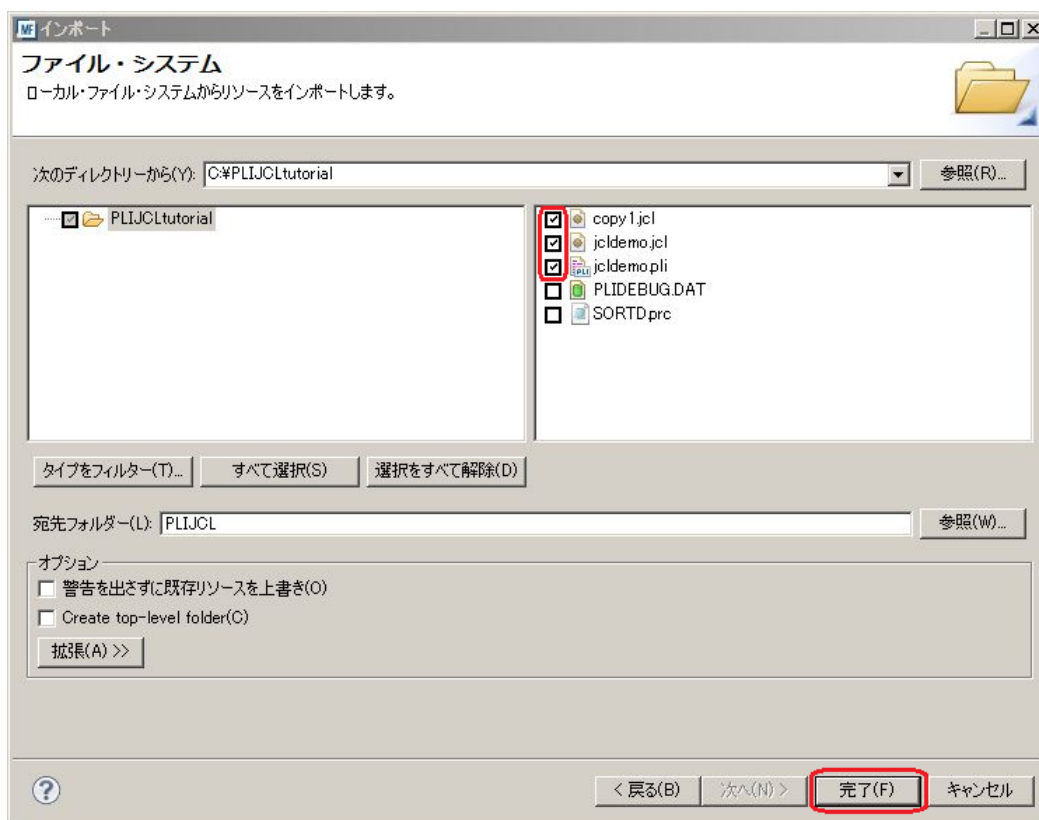 インポート
ファイル・システム
ローカル・ファイル・システムからリソースをインポートします。
次のディレクトリーから(Y): C:¥PLIJCLtutorial 参照(R)...
PLIJCLtutorial
copy1.jcl
jcldemo.jcl
jcldemo.pli
PLIDEBUG.DAT
SORTD.prc
タイプをフィルター(T)... すべて選択(S) 選択をすべて解除(D)
宛先フォルダー(L): PLIJCL 参照(W)...
オプション
警告を出さずに既存リソースを上書き(O)
Create top-level folder(C)
拡張(A) >>
< 戻る(B) 次へ(N) > 完了(F) キャンセル